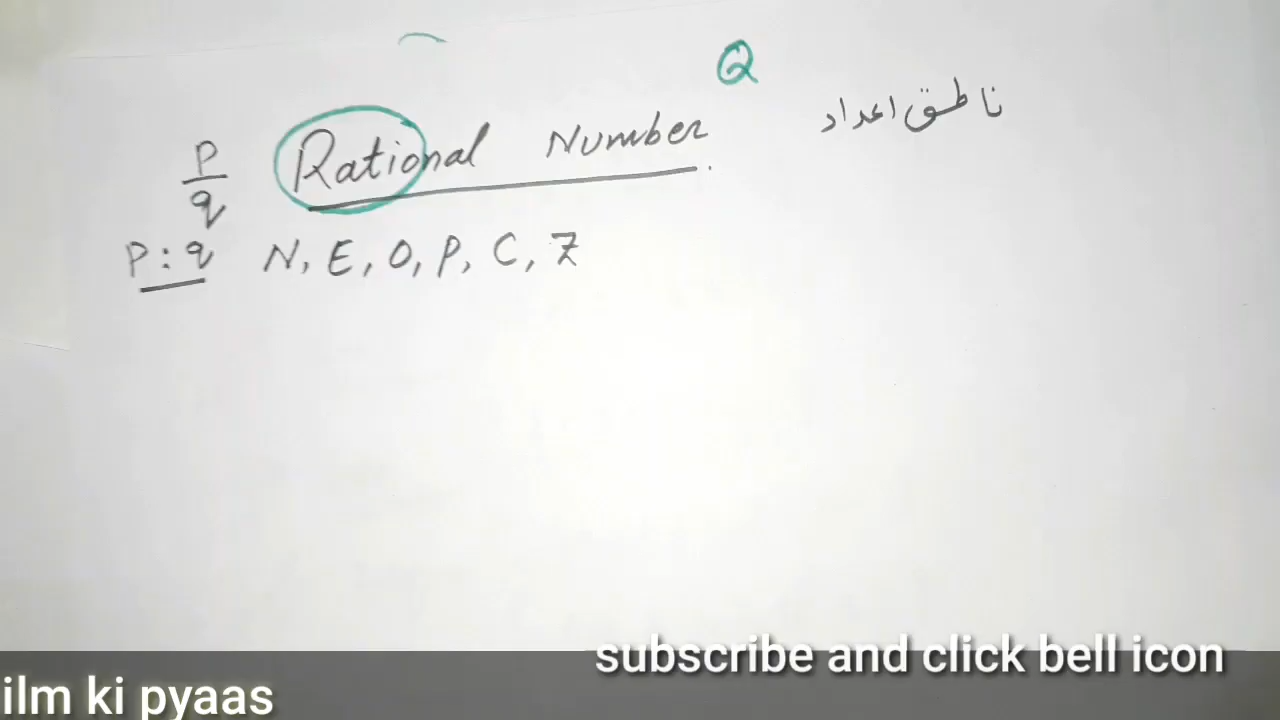 Q
Rational Number.
ناطق اعداد
P
q
P : q
N, E, O, P, C, Z
subscribe and click bell icon
ilm ki pyaas